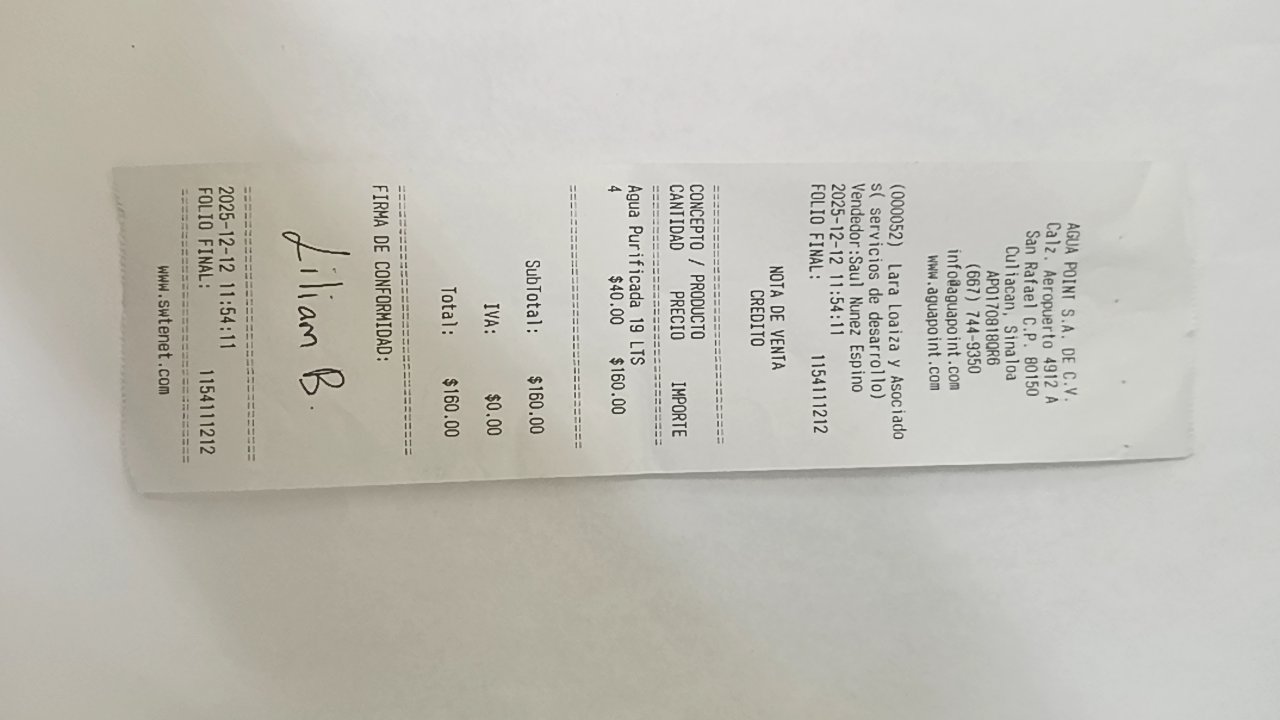 AGUA POINT S.A. DE C.V.
Calz. Aeropuerto 4912 A
San Rafael C.P. 80150
Culiacan, Sinaloa
APO170818QR6
(667) 744-9350
info@aguapoint.com
www.aguapoint.com
(000052) Lara Loaiza y Asociado
s( servicios de desarrollo)
Vendedor:Saul Nunez Espino
2025-12-12 11:54:11
FOLIO FINAL: 1154111212
NOTA DE VENTA
CREDITO
CONCEPTO / PRODUCTO
CANTIDAD PRECIO IMPORTE
Agua Purificada 19 LTS
4 $40.00 $160.00
SubTotal: $160.00
IVA: $0.00
Total: $160.00
FIRMA DE CONFORMIDAD:
Liliam B.
2025-12-12 11:54:11
FOLIO FINAL: 1154111212
www.swtenet.com